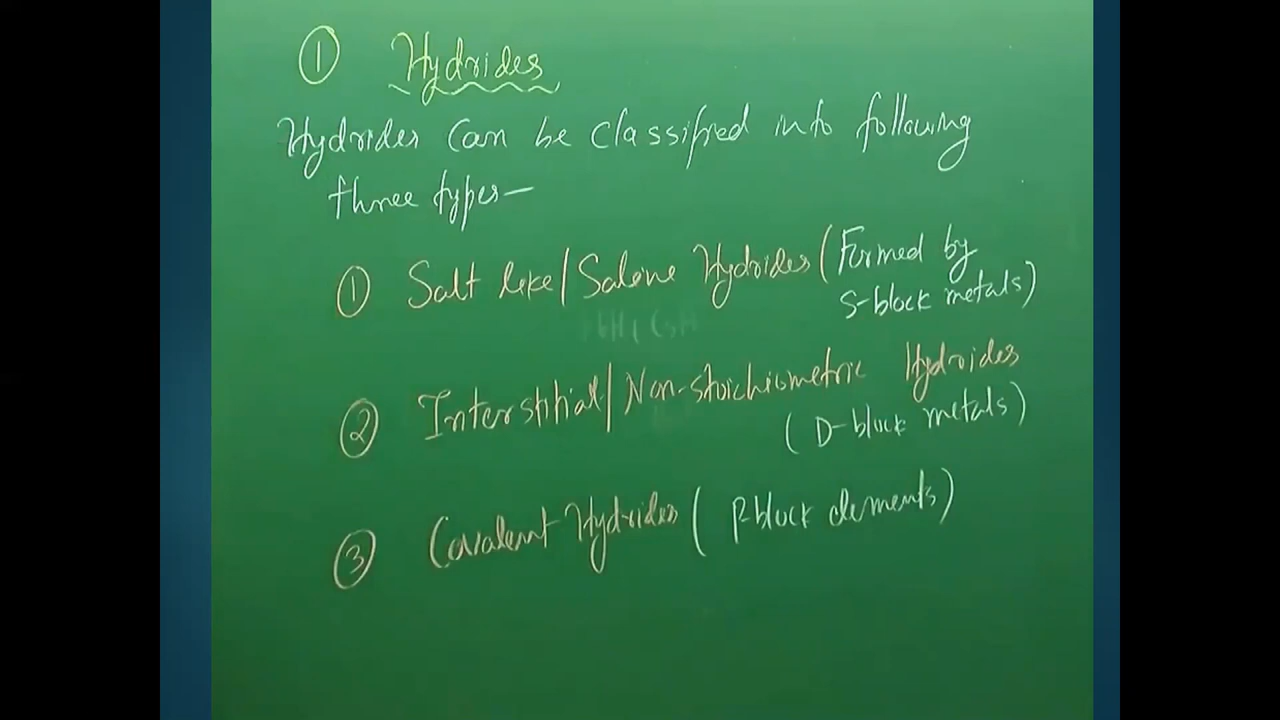 ① Hydrides
Hydrides can be classified into following
three types—
① Salt like/Saline Hydrides (Formed by
S-block metals)
② Interstitial/Non-stoichiometric Hydroides
(D-block metals)
③ Covalent Hydrides (p-block elements)